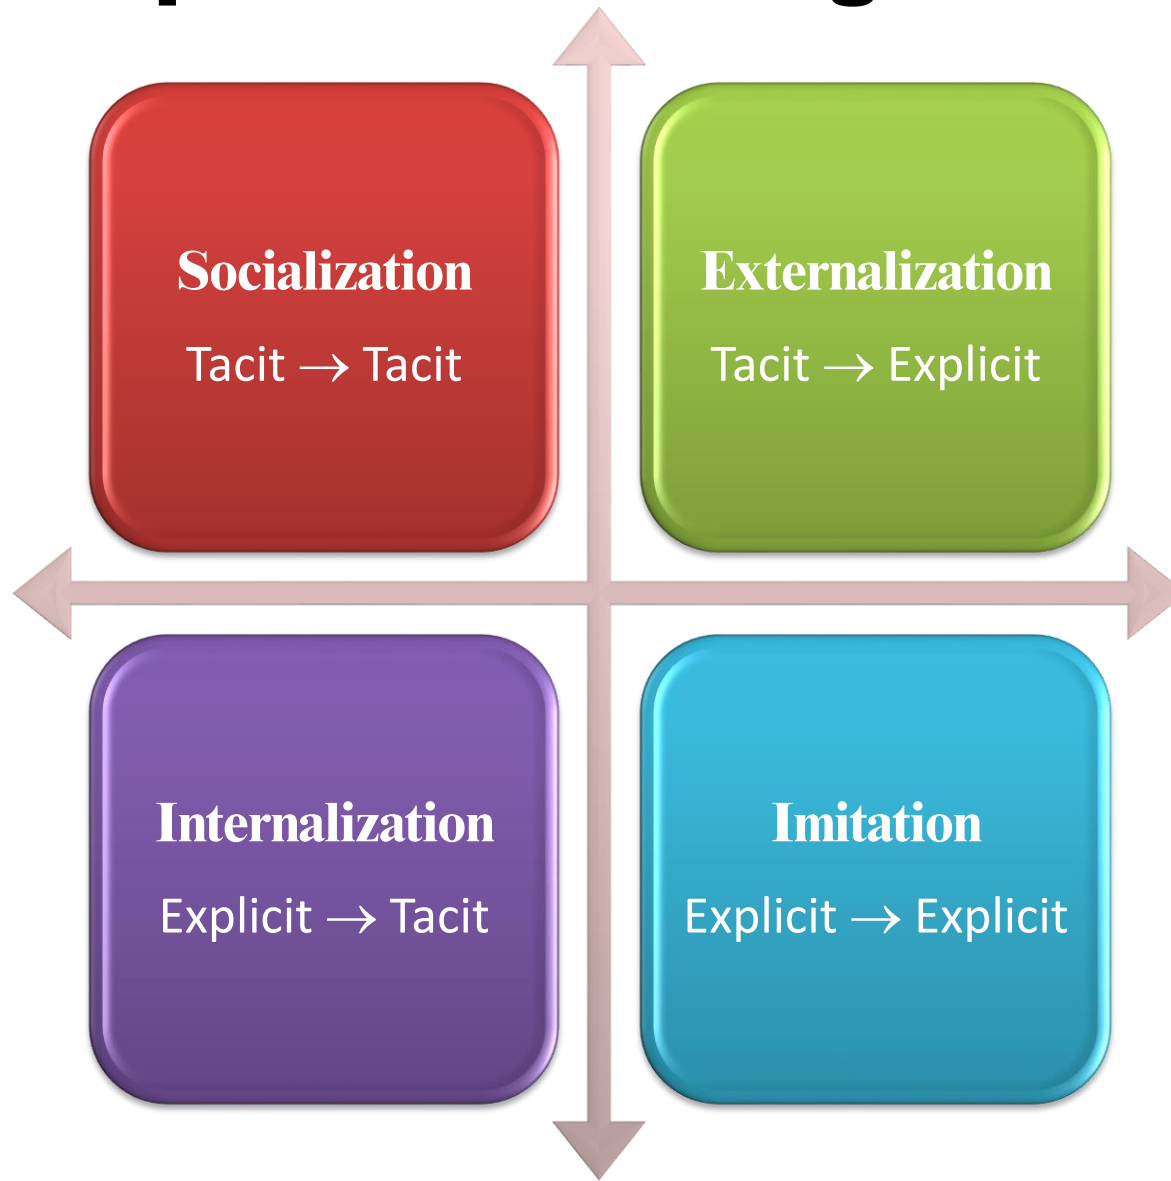 Socialization
Tacit → Tacit
Externalization
Tacit → Explicit
Internalization
Explicit → Tacit
Imitation
Explicit → Explicit